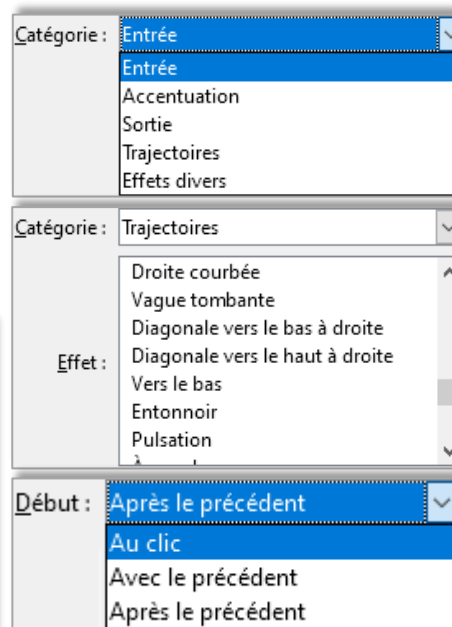 Catégorie : Entrée
Entrée
Accentuation
Sortie
Trajectoires
Effets divers
Catégorie : Trajectoires
Droite courbée
Vague tombante
Diagonale vers le bas à droite
Effet : Diagonale vers le haut à droite
Vers le bas
Entonnoir
Pulsation
Début : Après le précédent
Au clic
Avec le précédent
Après le précédent